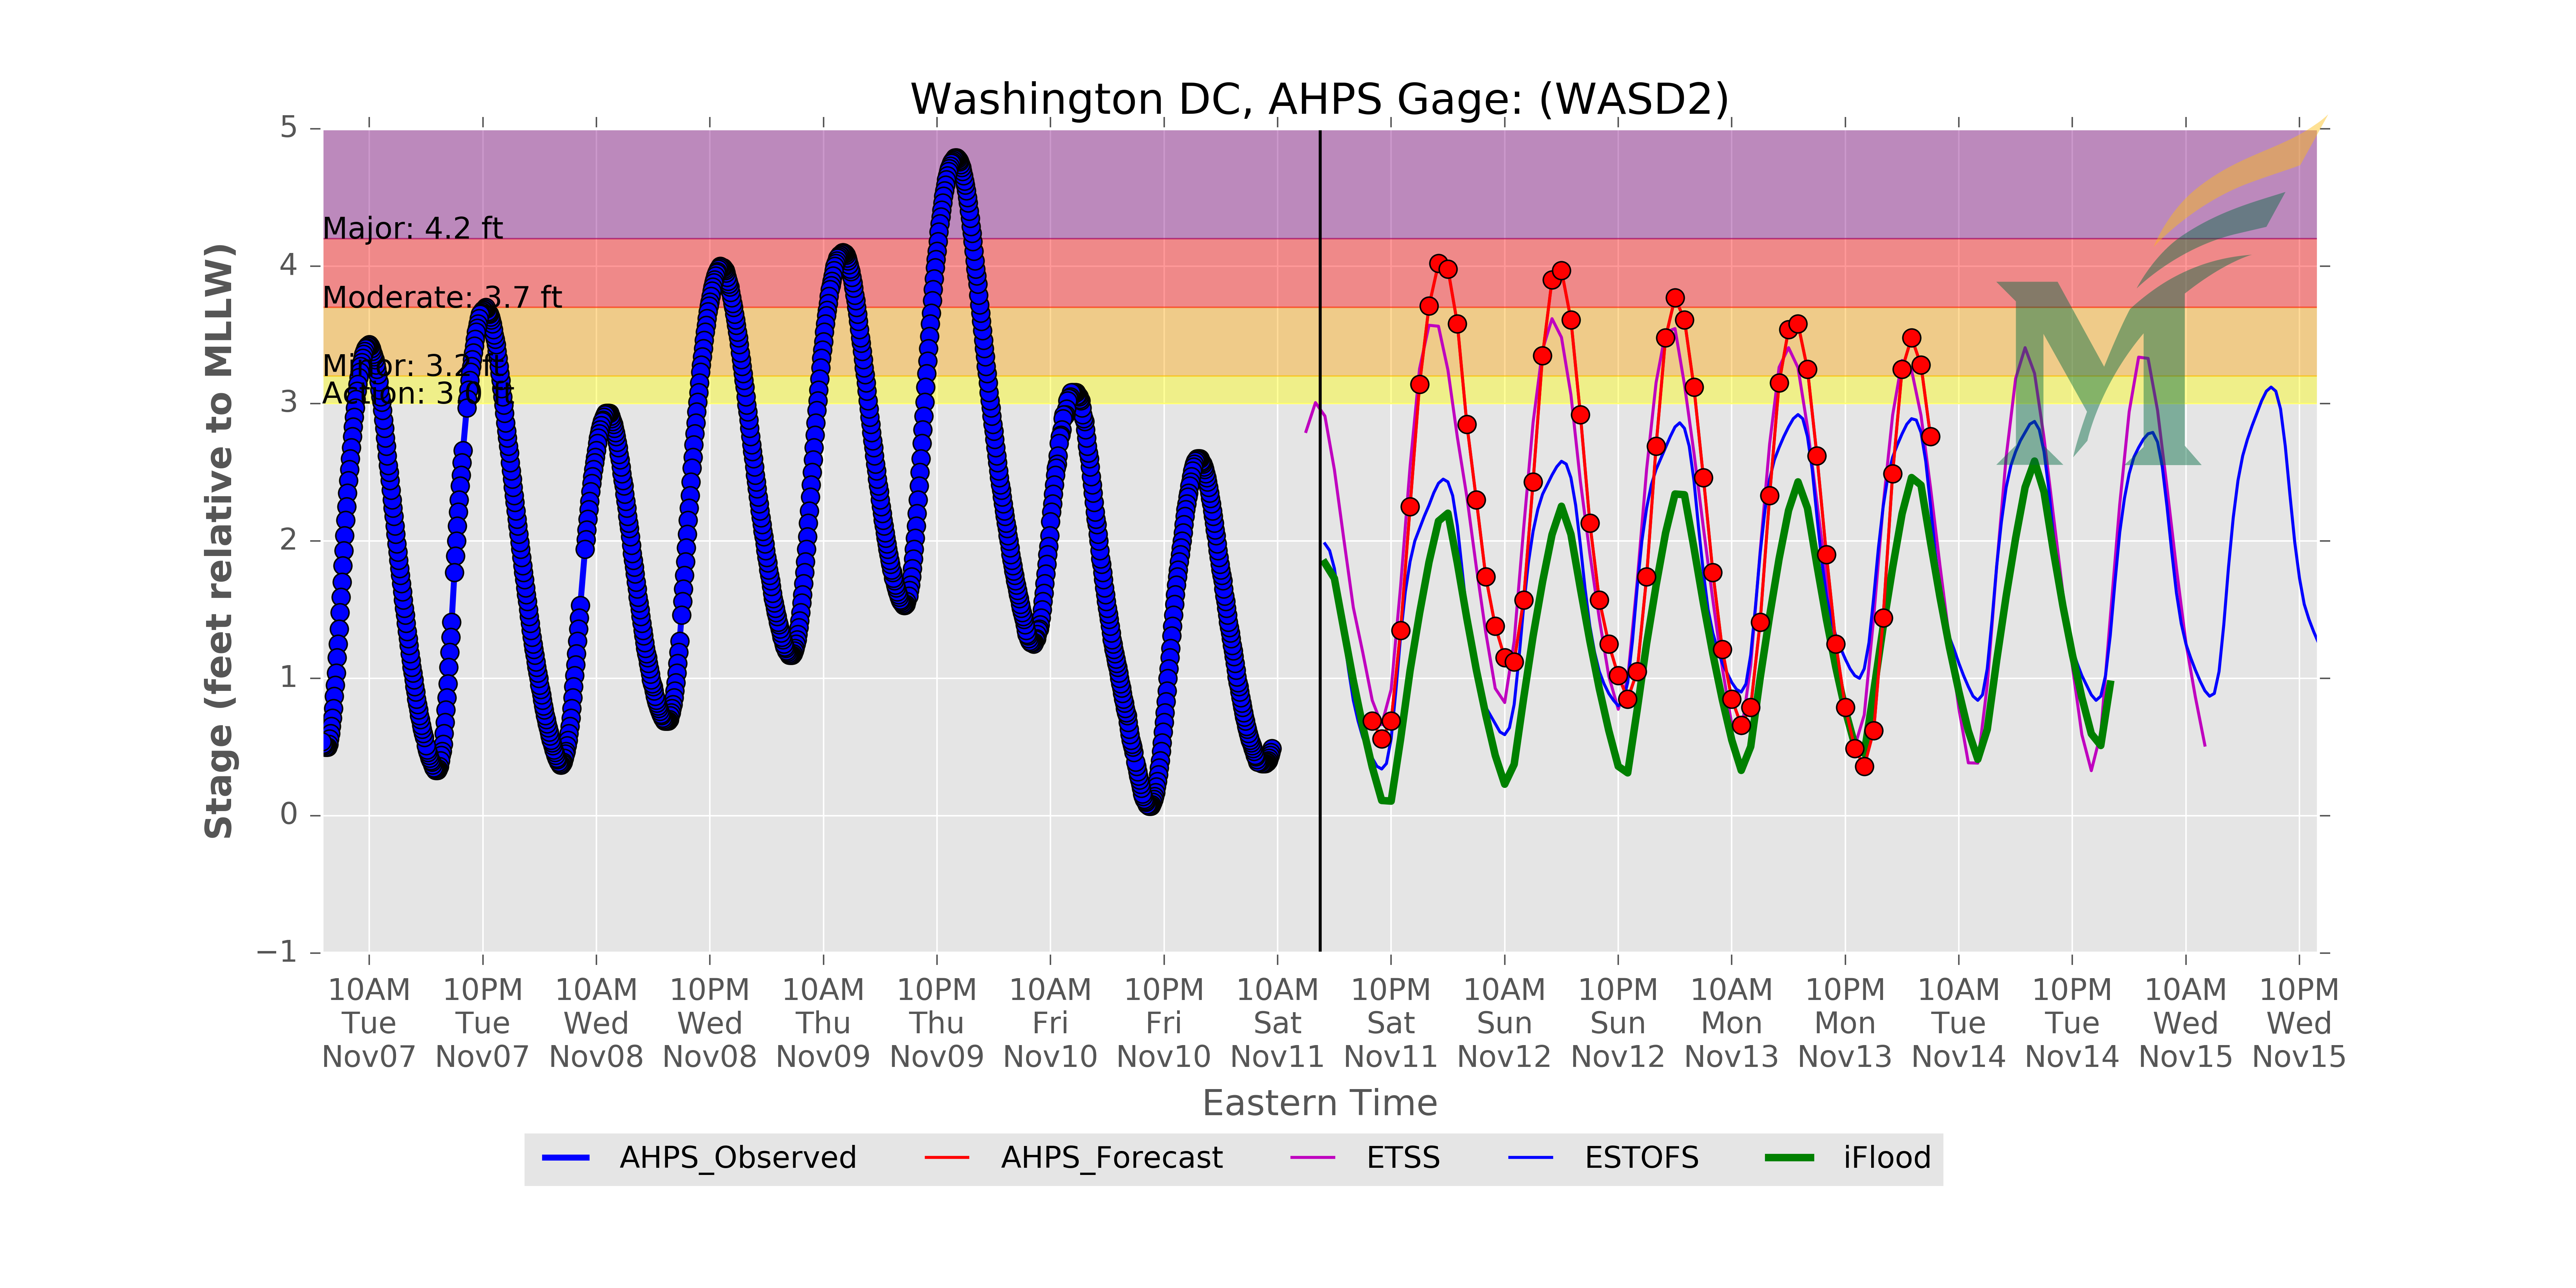 Washington DC, AHPS Gage: (WASD2)
Stage (feet relative to MLLW)
5
4
3
2
1
0
−1
Major: 4.2 ft
Moderate: 3.7 ft
Minor: 3.2 ft
Action: 3.0 ft
10AM 10PM 10AM 10PM 10AM 10PM 10AM 10PM 10AM 10PM 10AM 10PM 10AM 10PM 10AM 10PM 10AM 10PM
Tue Tue Wed Wed Thu Thu Fri Fri Sat Sat Sun Sun Mon Mon Tue Tue Wed Wed
Nov07 Nov07 Nov08 Nov08 Nov09 Nov09 Nov10 Nov10 Nov11 Nov11 Nov12 Nov12 Nov13 Nov13 Nov14 Nov14 Nov15 Nov15
Eastern Time
AHPS_Observed AHPS_Forecast ETSS ESTOFS iFlood